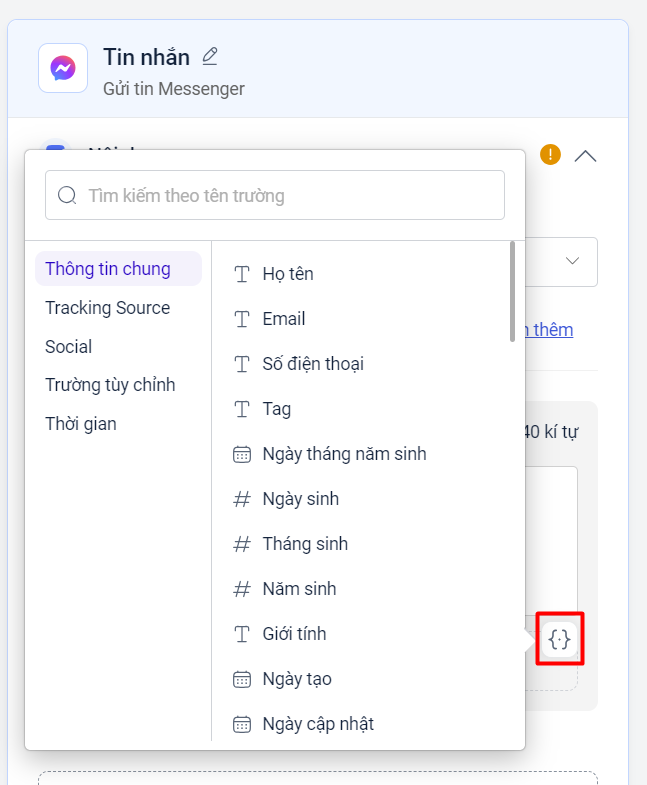 Tin nhắn
Gửi tin Messenger
Tìm kiếm theo tên trường
Thông tin chung
Tracking Source
Social
Trường tùy chỉnh
Thời gian
Họ tên
Email
Số điện thoại
Tag
Ngày tháng năm sinh
Ngày sinh
Tháng sinh
Năm sinh
Giới tính
Ngày tạo
Ngày cập nhật
thêm
40 kí tự
{·}